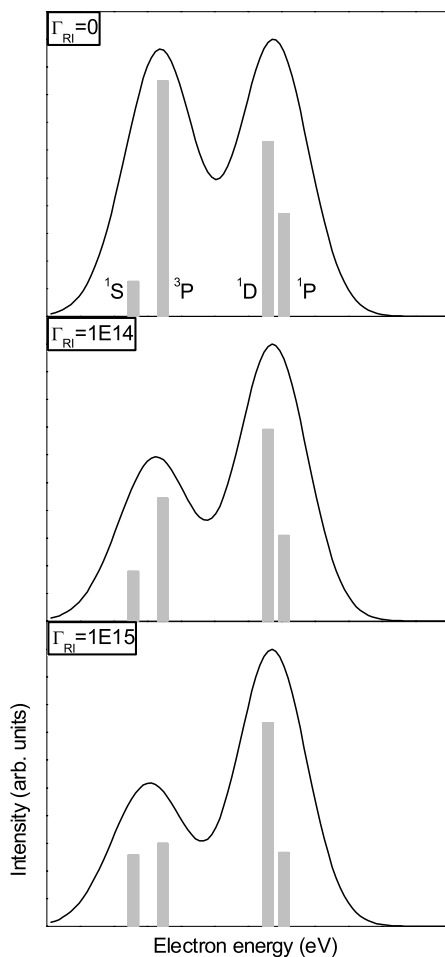 Γ_RI=0
¹S ³P ¹D ¹P
Γ_RI=1E14
Γ_RI=1E15
Intensity (arb. units)
Electron energy (eV)